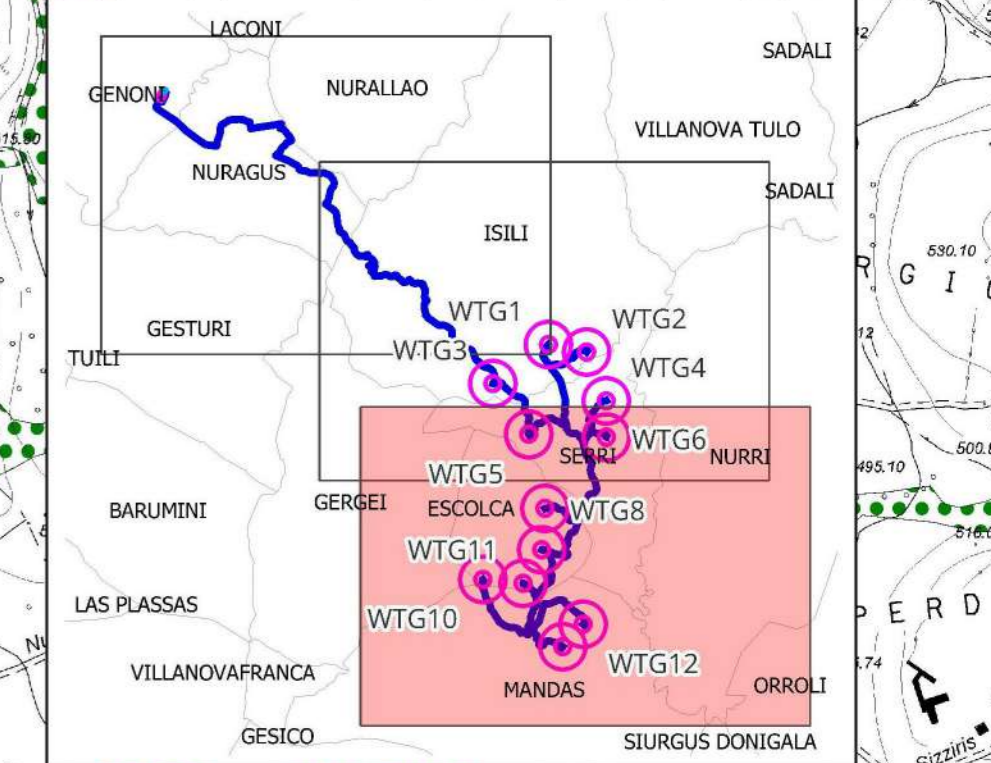 LACONI
SADALI
GENONI
NURALLAO
VILLANOVA TULO
NURAGUS
SADALI
ISILI
530.10
R G I
WTG1
WTG2
GESTURI
WTG3
TUILI
WTG4
WTG6
SERRI
NURRI
495.10
WTG5
GERGEI
ESCOLCA
WTG8
BARUMINI
WTG11
LAS PLASSAS
P E R D
WTG10
WTG12
VILLANOVAFRANCA
MANDAS
ORROLI
GESICO
SIURGUS DONIGALA
Sizziris